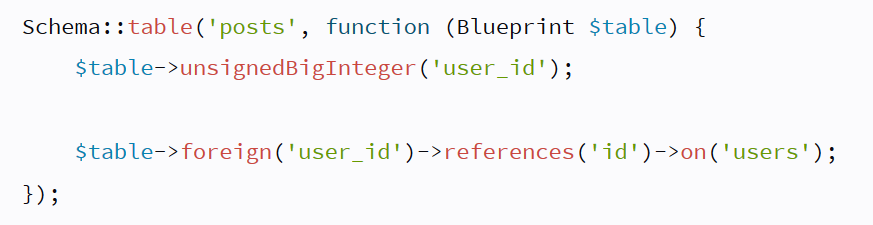 Schema::table('posts', function (Blueprint $table) {
    $table->unsignedBigInteger('user_id');

    $table->foreign('user_id')->references('id')->on('users');
});